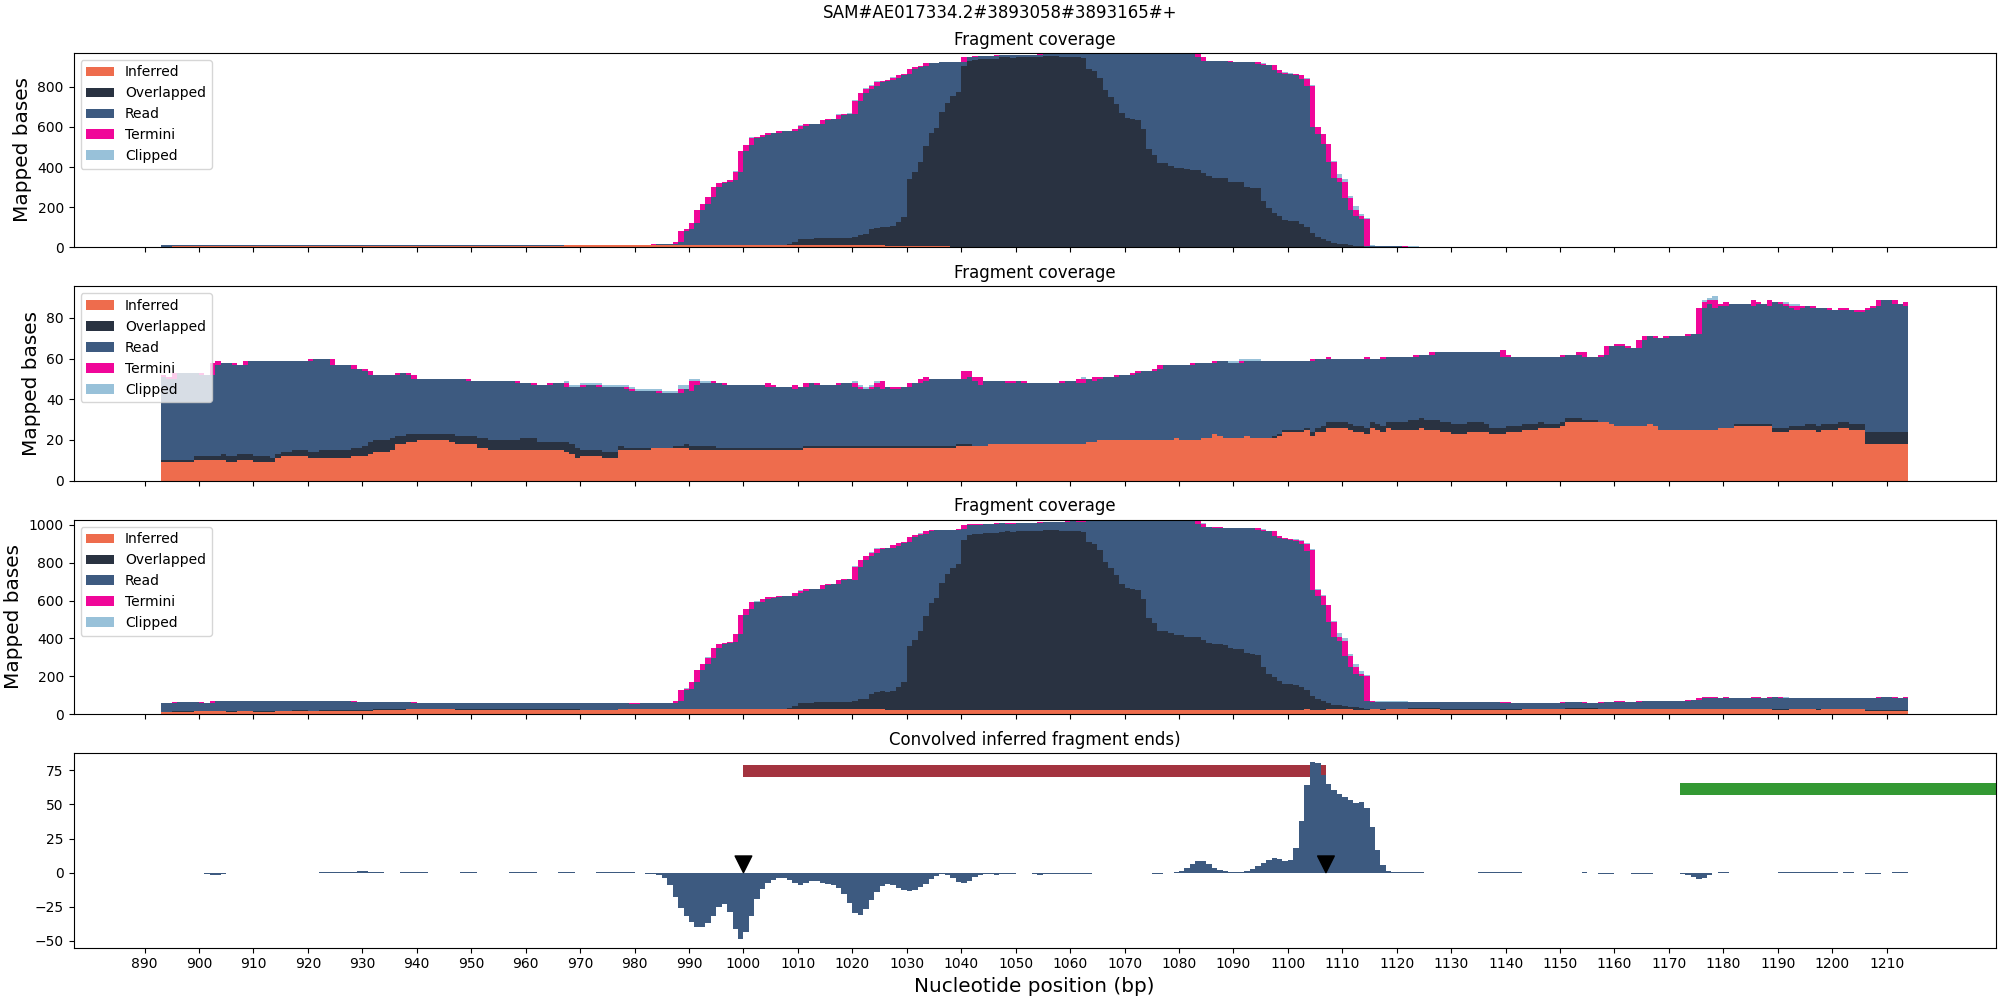 SAM#AE017334.2#3893058#3893165#+
Fragment coverage
Mapped bases
800
600
400
200
0
Inferred
Overlapped
Read
Termini
Clipped
Fragment coverage
Mapped bases
80
60
40
20
0
Inferred
Overlapped
Read
Termini
Clipped
Fragment coverage
Mapped bases
1000
800
600
400
200
0
Inferred
Overlapped
Read
Termini
Clipped
Convolved inferred fragment ends)
75
50
25
0
−25
−50
890 900 910 920 930 940 950 960 970 980 990 1000 1010 1020 1030 1040 1050 1060 1070 1080 1090 1100 1110 1120 1130 1140 1150 1160 1170 1180 1190 1200 1210
Nucleotide position (bp)